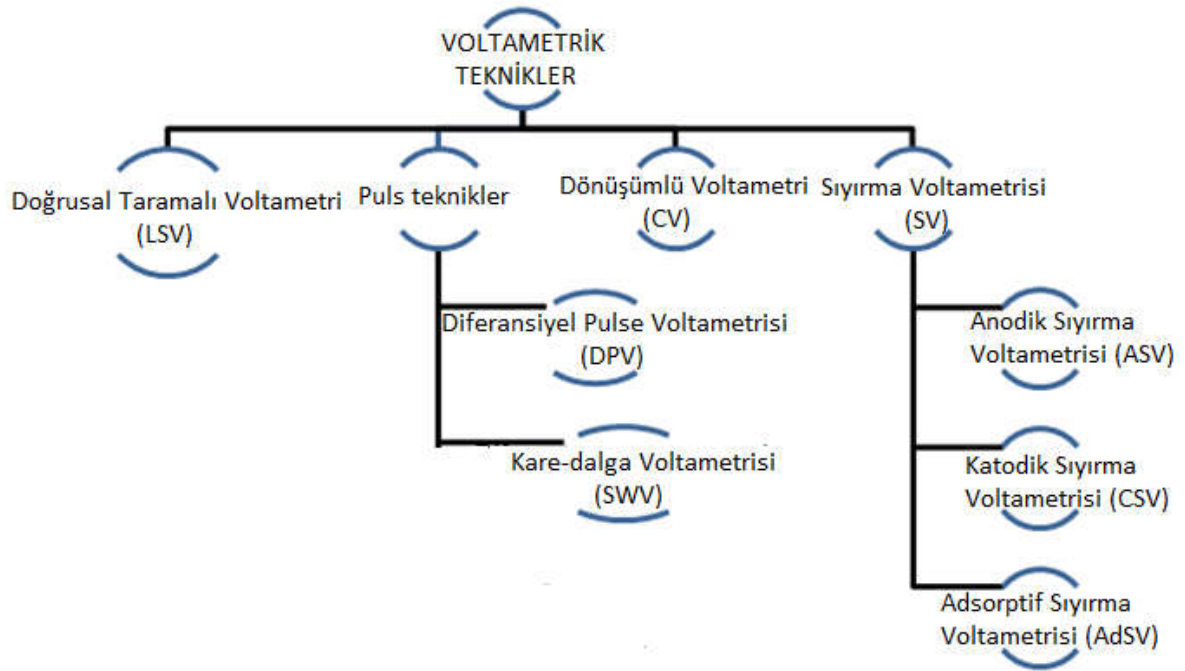 VOLTAMETRİK
TEKNİKLER
Doğrusal Taramalı Voltametri
(LSV)
Puls teknikler
Dönüşümlü Voltametri
(CV)
Sıyırma Voltametrisi
(SV)
Diferansiyel Pulse Voltametrisi
(DPV)
Kare-dalga Voltametrisi
(SWV)
Anodik Sıyırma
Voltametrisi (ASV)
Katodik Sıyırma
Voltametrisi (CSV)
Adsorptif Sıyırma
Voltametrisi (AdSV)